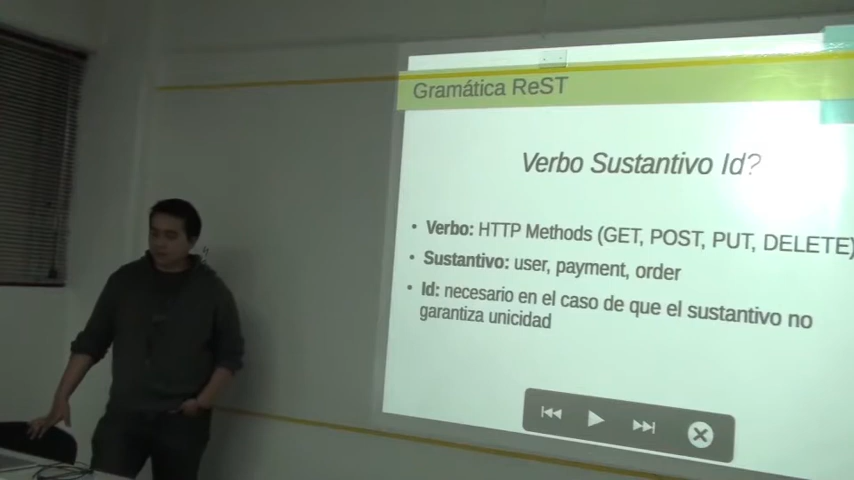 Gramática ReST
Verbo Sustantivo Id?
• Verbo: HTTP Methods (GET, POST, PUT, DELETE)
• Sustantivo: user, payment, order
• Id: necesario en el caso de que el sustantivo no
garantiza unicidad